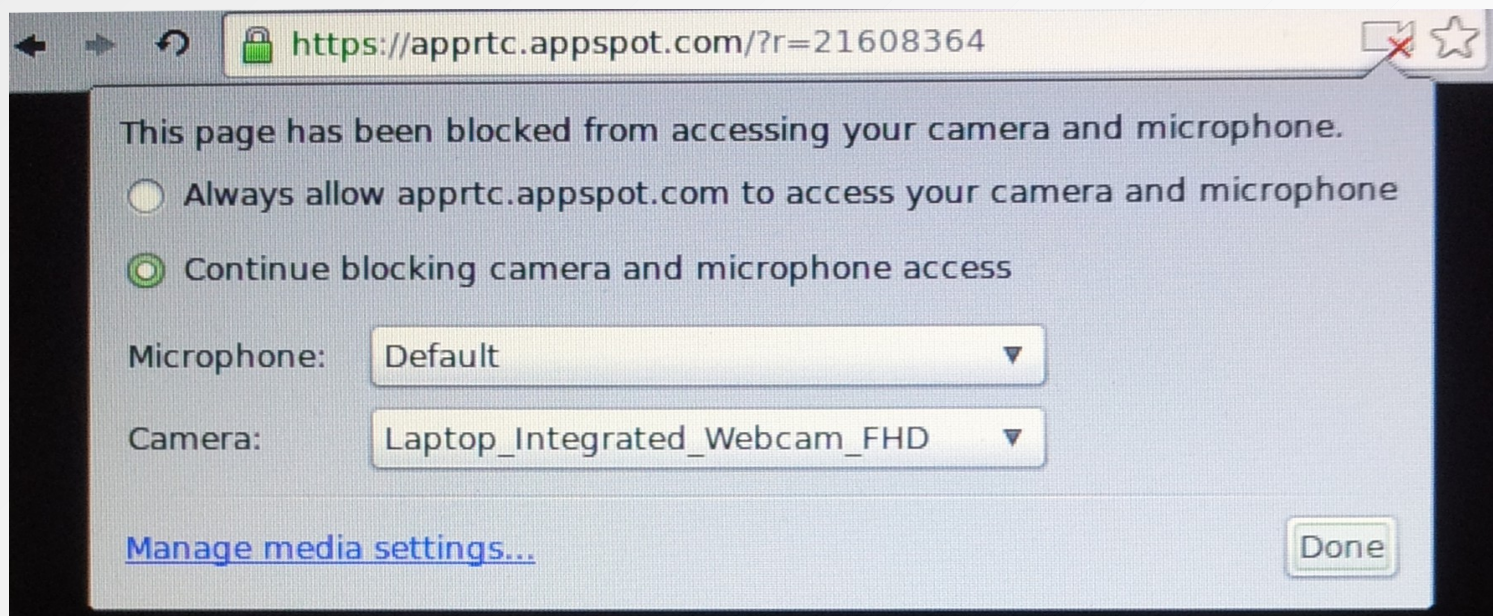 https://apprtc.appspot.com/?r=21608364
This page has been blocked from accessing your camera and microphone.
Always allow apprtc.appspot.com to access your camera and microphone
Continue blocking camera and microphone access
Microphone: Default
Camera: Laptop_Integrated_Webcam_FHD
Manage media settings...
Done